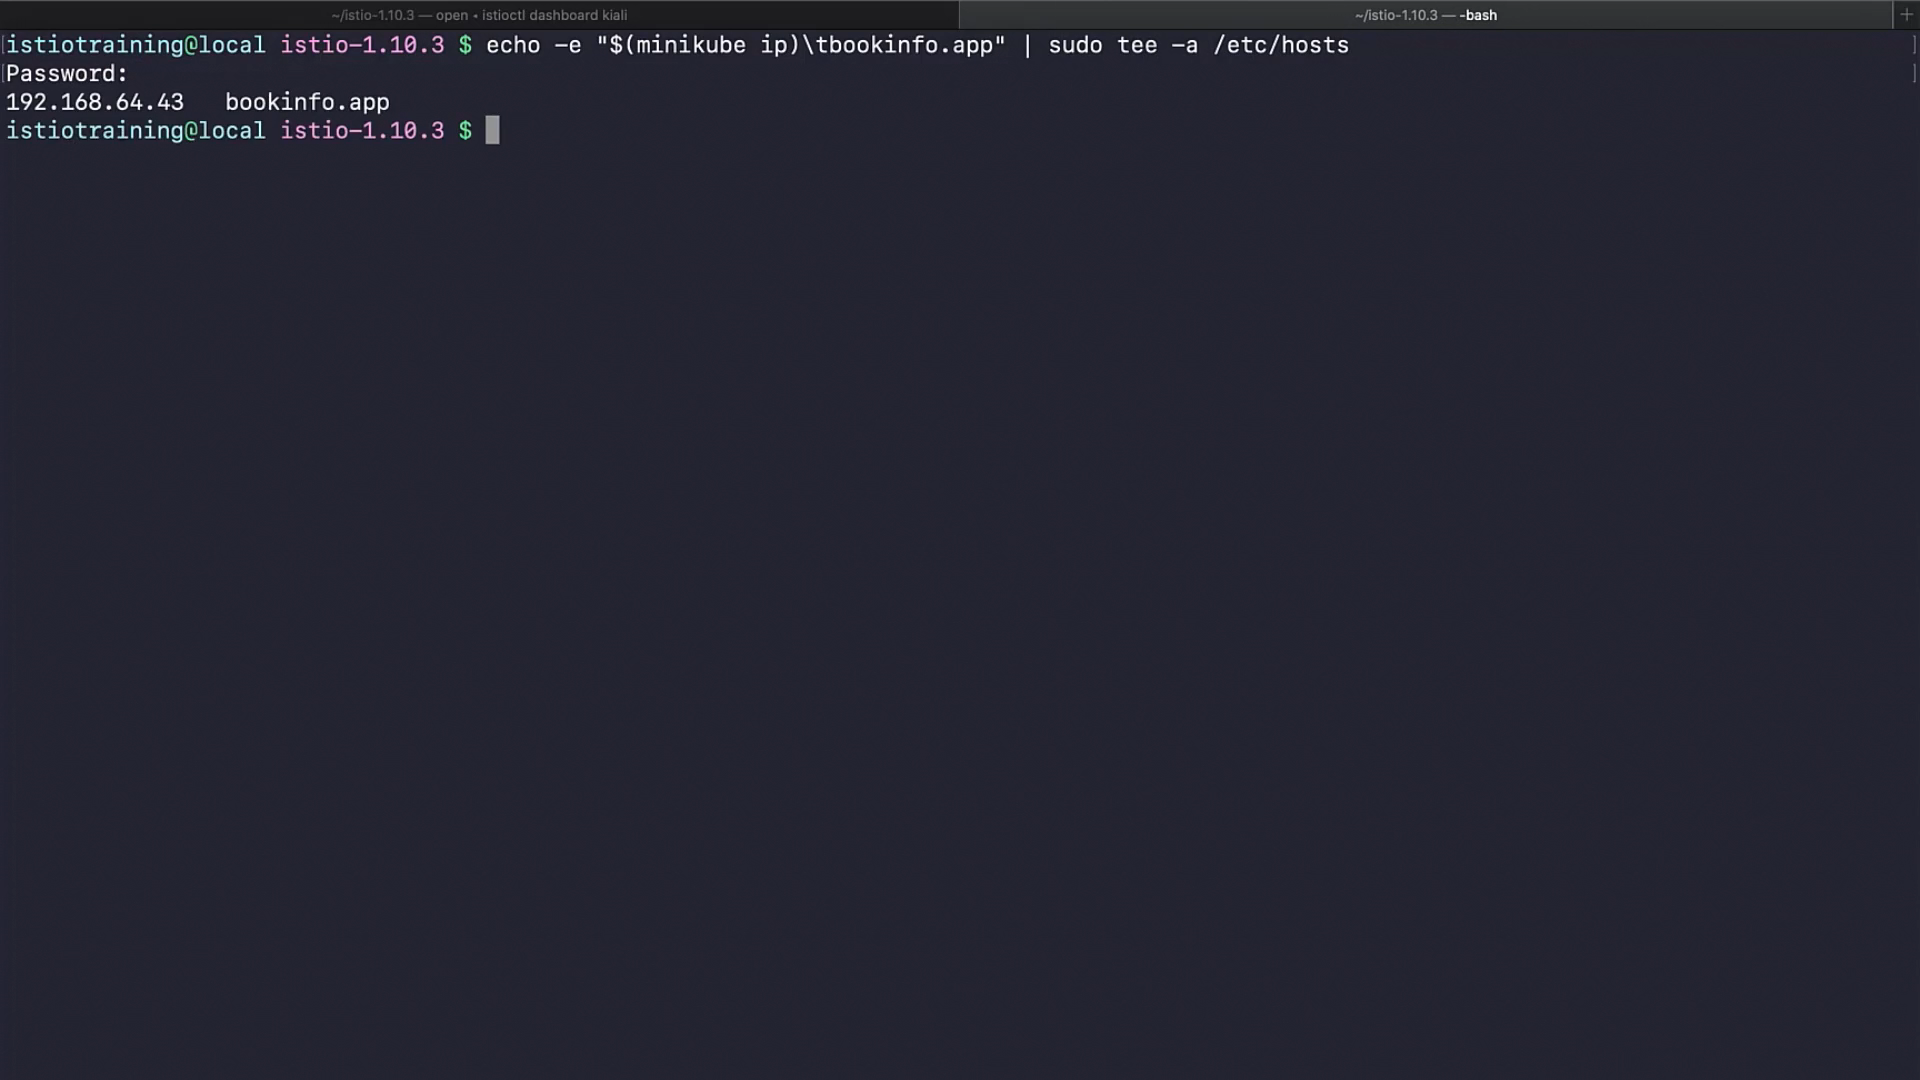 ~/istio-1.10.3 — open • istioctl dashboard kiali
~/istio-1.10.3 — -bash
+
istiotraining@local istio-1.10.3 $ echo -e "$(minikube ip)\tbookinfo.app" | sudo tee -a /etc/hosts
Password:
192.168.64.43   bookinfo.app
istiotraining@local istio-1.10.3 $